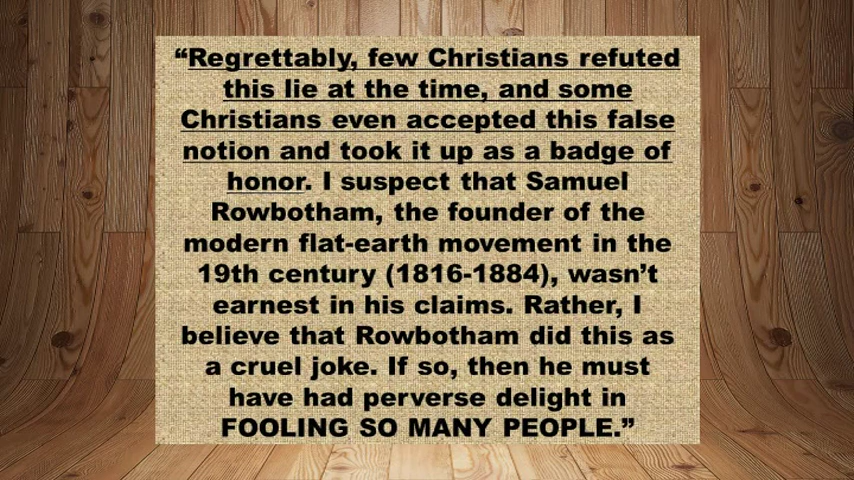 “Regrettably, few Christians refuted
this lie at the time, and some
Christians even accepted this false
notion and took it up as a badge of
honor. I suspect that Samuel
Rowbotham, the founder of the
modern flat-earth movement in the
19th century (1816-1884), wasn’t
earnest in his claims. Rather, I
believe that Rowbotham did this as
a cruel joke. If so, then he must
have had perverse delight in
FOOLING SO MANY PEOPLE.”